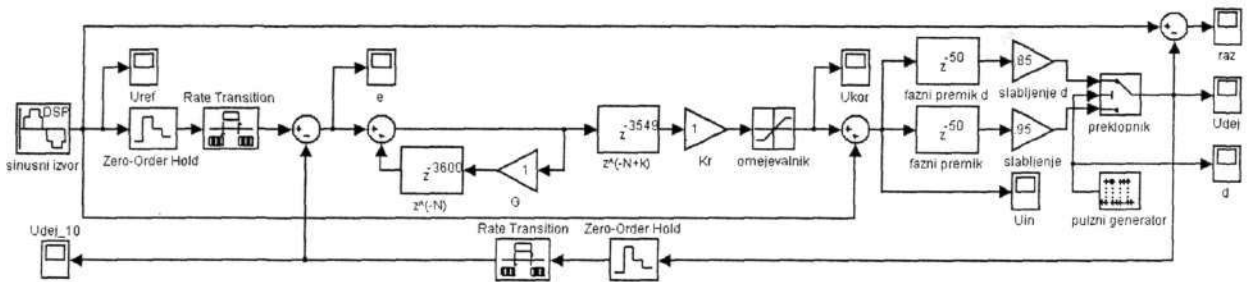 DSP
sinusni izvor
Uref
Zero-Order Hold
Rate Transition
e
z^-3600
z^(-N)
1
G
z^-3549
z^(-N+k)
1
Kr
omejevalnik
Ukor
z^-50
fazni premik d
.85
slabljenje d
z^-50
fazni premik
.95
slabljenje
preklopnik
raz
Udej
d
Uin
pulzni generator
Udej_10
Rate Transition
Zero-Order Hold